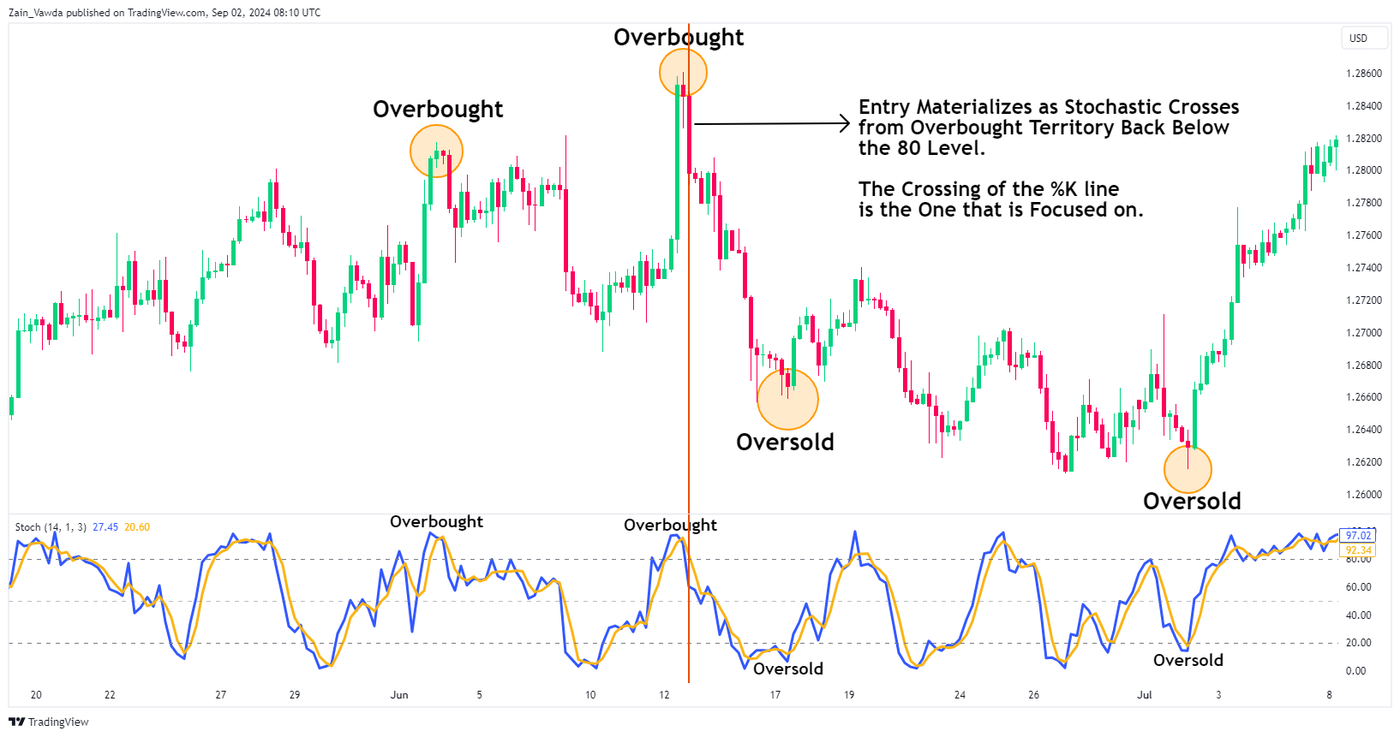 Zain_Vawda published on TradingView.com, Sep 02, 2024 08:10 UTC
USD
Overbought
Overbought
Entry Materializes as Stochastic Crosses
from Overbought Territory Back Below
the 80 Level.
The Crossing of the %K line
is the One that is Focused on.
1.28600
1.28400
1.28200
1.28000
1.27800
1.27600
1.27400
1.27200
1.27000
1.26800
1.26600
1.26400
1.26200
1.26000
Oversold
Oversold
Stoch (14, 1, 3) 27.45 20.60
Overbought
Overbought
97.02
92.34
80.00
60.00
40.00
20.00
0.00
Oversold
Oversold
20 22 27 29 Jun 5 10 12 17 19 24 26 Jul 3 8
TradingView